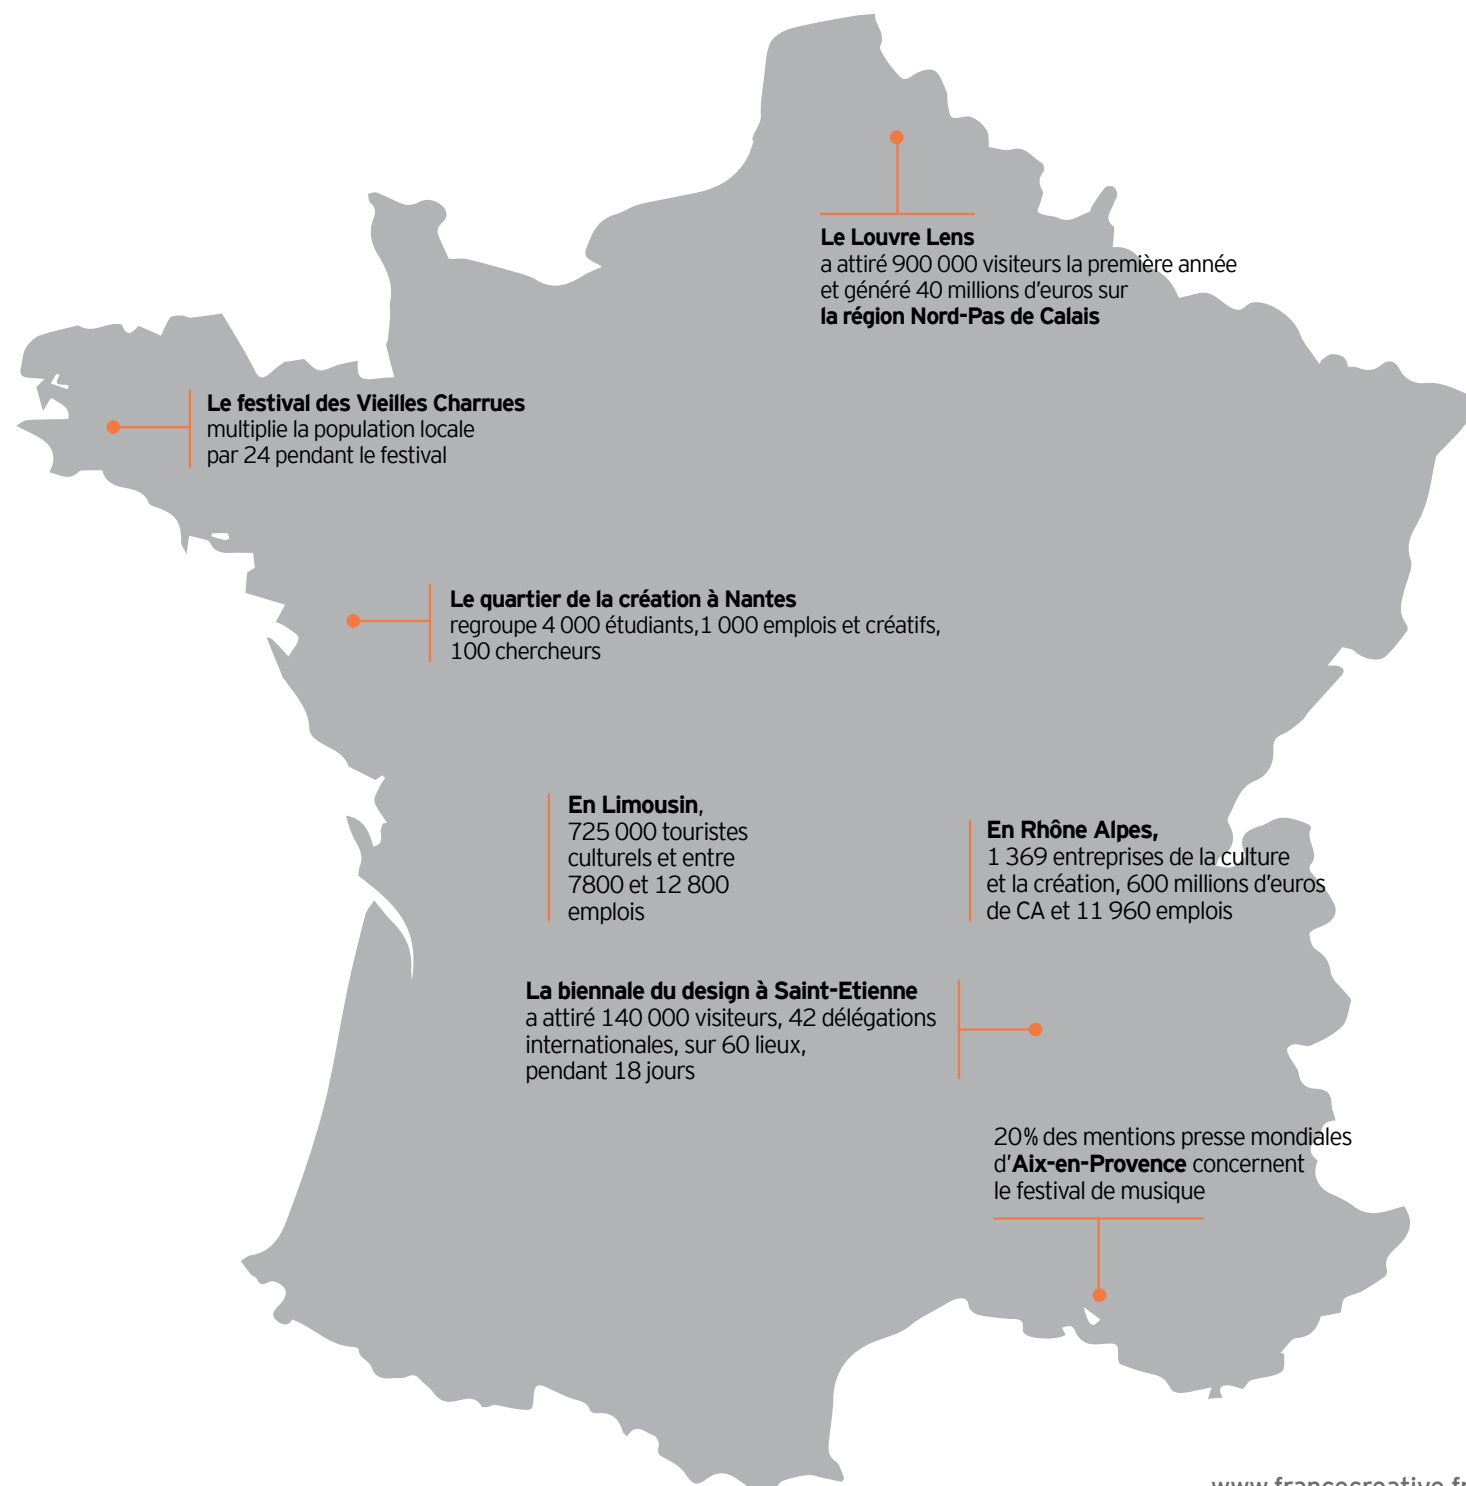 Le Louvre Lens
a attiré 900 000 visiteurs la première année
et généré 40 millions d'euros sur
la région Nord-Pas de Calais
Le festival des Vieilles Charrues
multiplie la population locale
par 24 pendant le festival
Le quartier de la création à Nantes
regroupe 4 000 étudiants,1 000 emplois et créatifs,
100 chercheurs
En Limousin,
725 000 touristes
culturels et entre
7800 et 12 800
emplois
En Rhône Alpes,
1 369 entreprises de la culture
et la création, 600 millions d'euros
de CA et 11 960 emplois
La biennale du design à Saint-Etienne
a attiré 140 000 visiteurs, 42 délégations
internationales, sur 60 lieux,
pendant 18 jours
20% des mentions presse mondiales
d'Aix-en-Provence concernent
le festival de musique
www.francecreative.fr